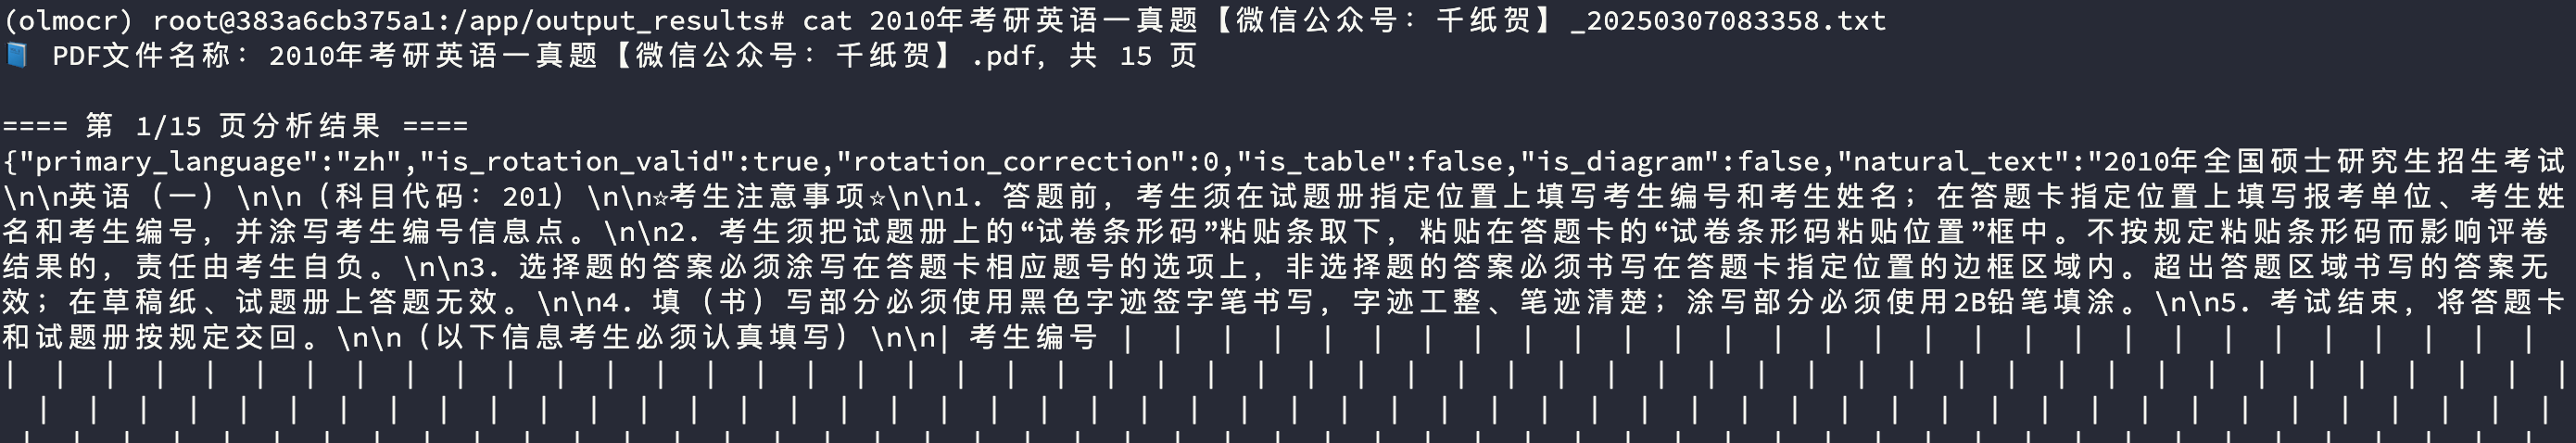 (olmocr) root@383a6cb375a1:/app/output_results# cat 2010年考研英语一真题【微信公众号：千纸贺】_20250307083358.txt
📘 PDF文件名称：2010年考研英语一真题【微信公众号：千纸贺】.pdf, 共 15 页
==== 第 1/15 页分析结果 ====
{"primary_language":"zh","is_rotation_valid":true,"rotation_correction":0,"is_table":false,"is_diagram":false,"natural_text":"2010年全国硕士研究生招生考试
\n\n英语（一）\n\n（科目代码：201）\n\n☆考生注意事项☆\n\n1. 答题前，考生须在试题册指定位置上填写考生编号和考生姓名；在答题卡指定位置上填写报考单位、考生姓
名和考生编号，并涂写考生编号信息点。\n\n2. 考生须把试题册上的“试卷条形码”粘贴条取下，粘贴在答题卡的“试卷条形码粘贴位置”框中。不按规定粘贴条形码而影响评卷
结果的，责任由考生自负。\n\n3. 选择题的答案必须涂写在答题卡相应题号的选项上，非选择题的答案必须书写在答题卡指定位置的边框区域内。超出答题区域书写的答案无
效；在草稿纸、试题册上答题无效。\n\n4. 填（书）写部分必须使用黑色字迹签字笔书写，字迹工整、笔迹清楚；涂写部分必须使用2B铅笔填涂。\n\n5. 考试结束，将答题卡
和试题册按规定交回。\n\n（以下信息考生必须认真填写）\n\n| 考生编号 | | | | | | | | | | | | | | | | | | | | | | | | | | | | |
| | | | | | | | | | | | | | | | | | | | | | | | | | | | | | | | | | | | | | | | | | | | | | | | | | | |
| | | | | | | | | | | | | | | | | | | | | | | | | | | | | | | | | | | | | | | | | | | | | | | | | | |
| | | | | | | | | | | | | | | | | | | | | | | | | | | | | | | | | | | | | | | | | | | | | | | | | | |